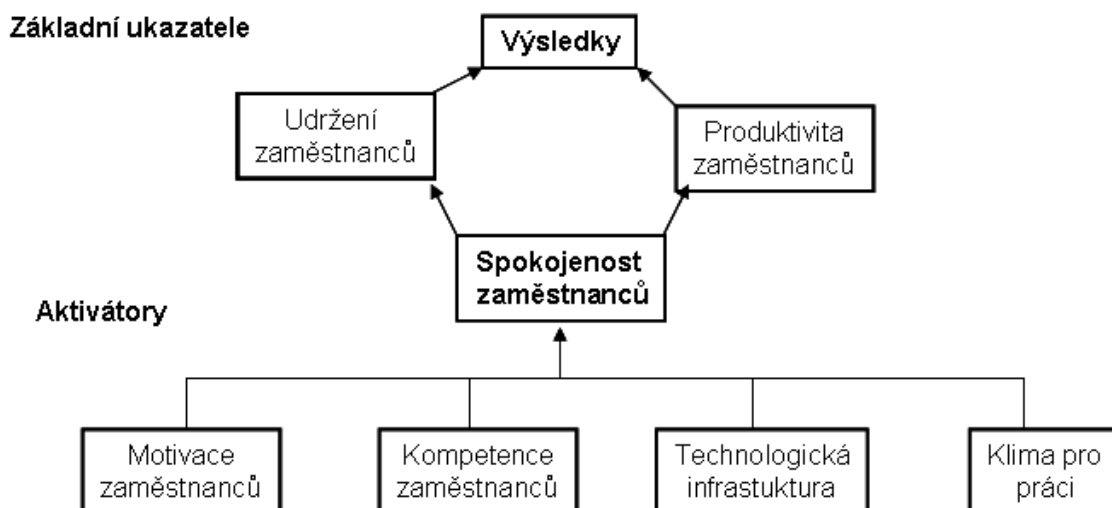 Základní ukazatele
Výsledky
Udržení
zaměstnanců
Produktivita
zaměstnanců
Spokojenost
zaměstnanců
Aktivátory
Motivace
zaměstnanců
Kompetence
zaměstnanců
Technologická
infrastuktura
Klima pro
práci